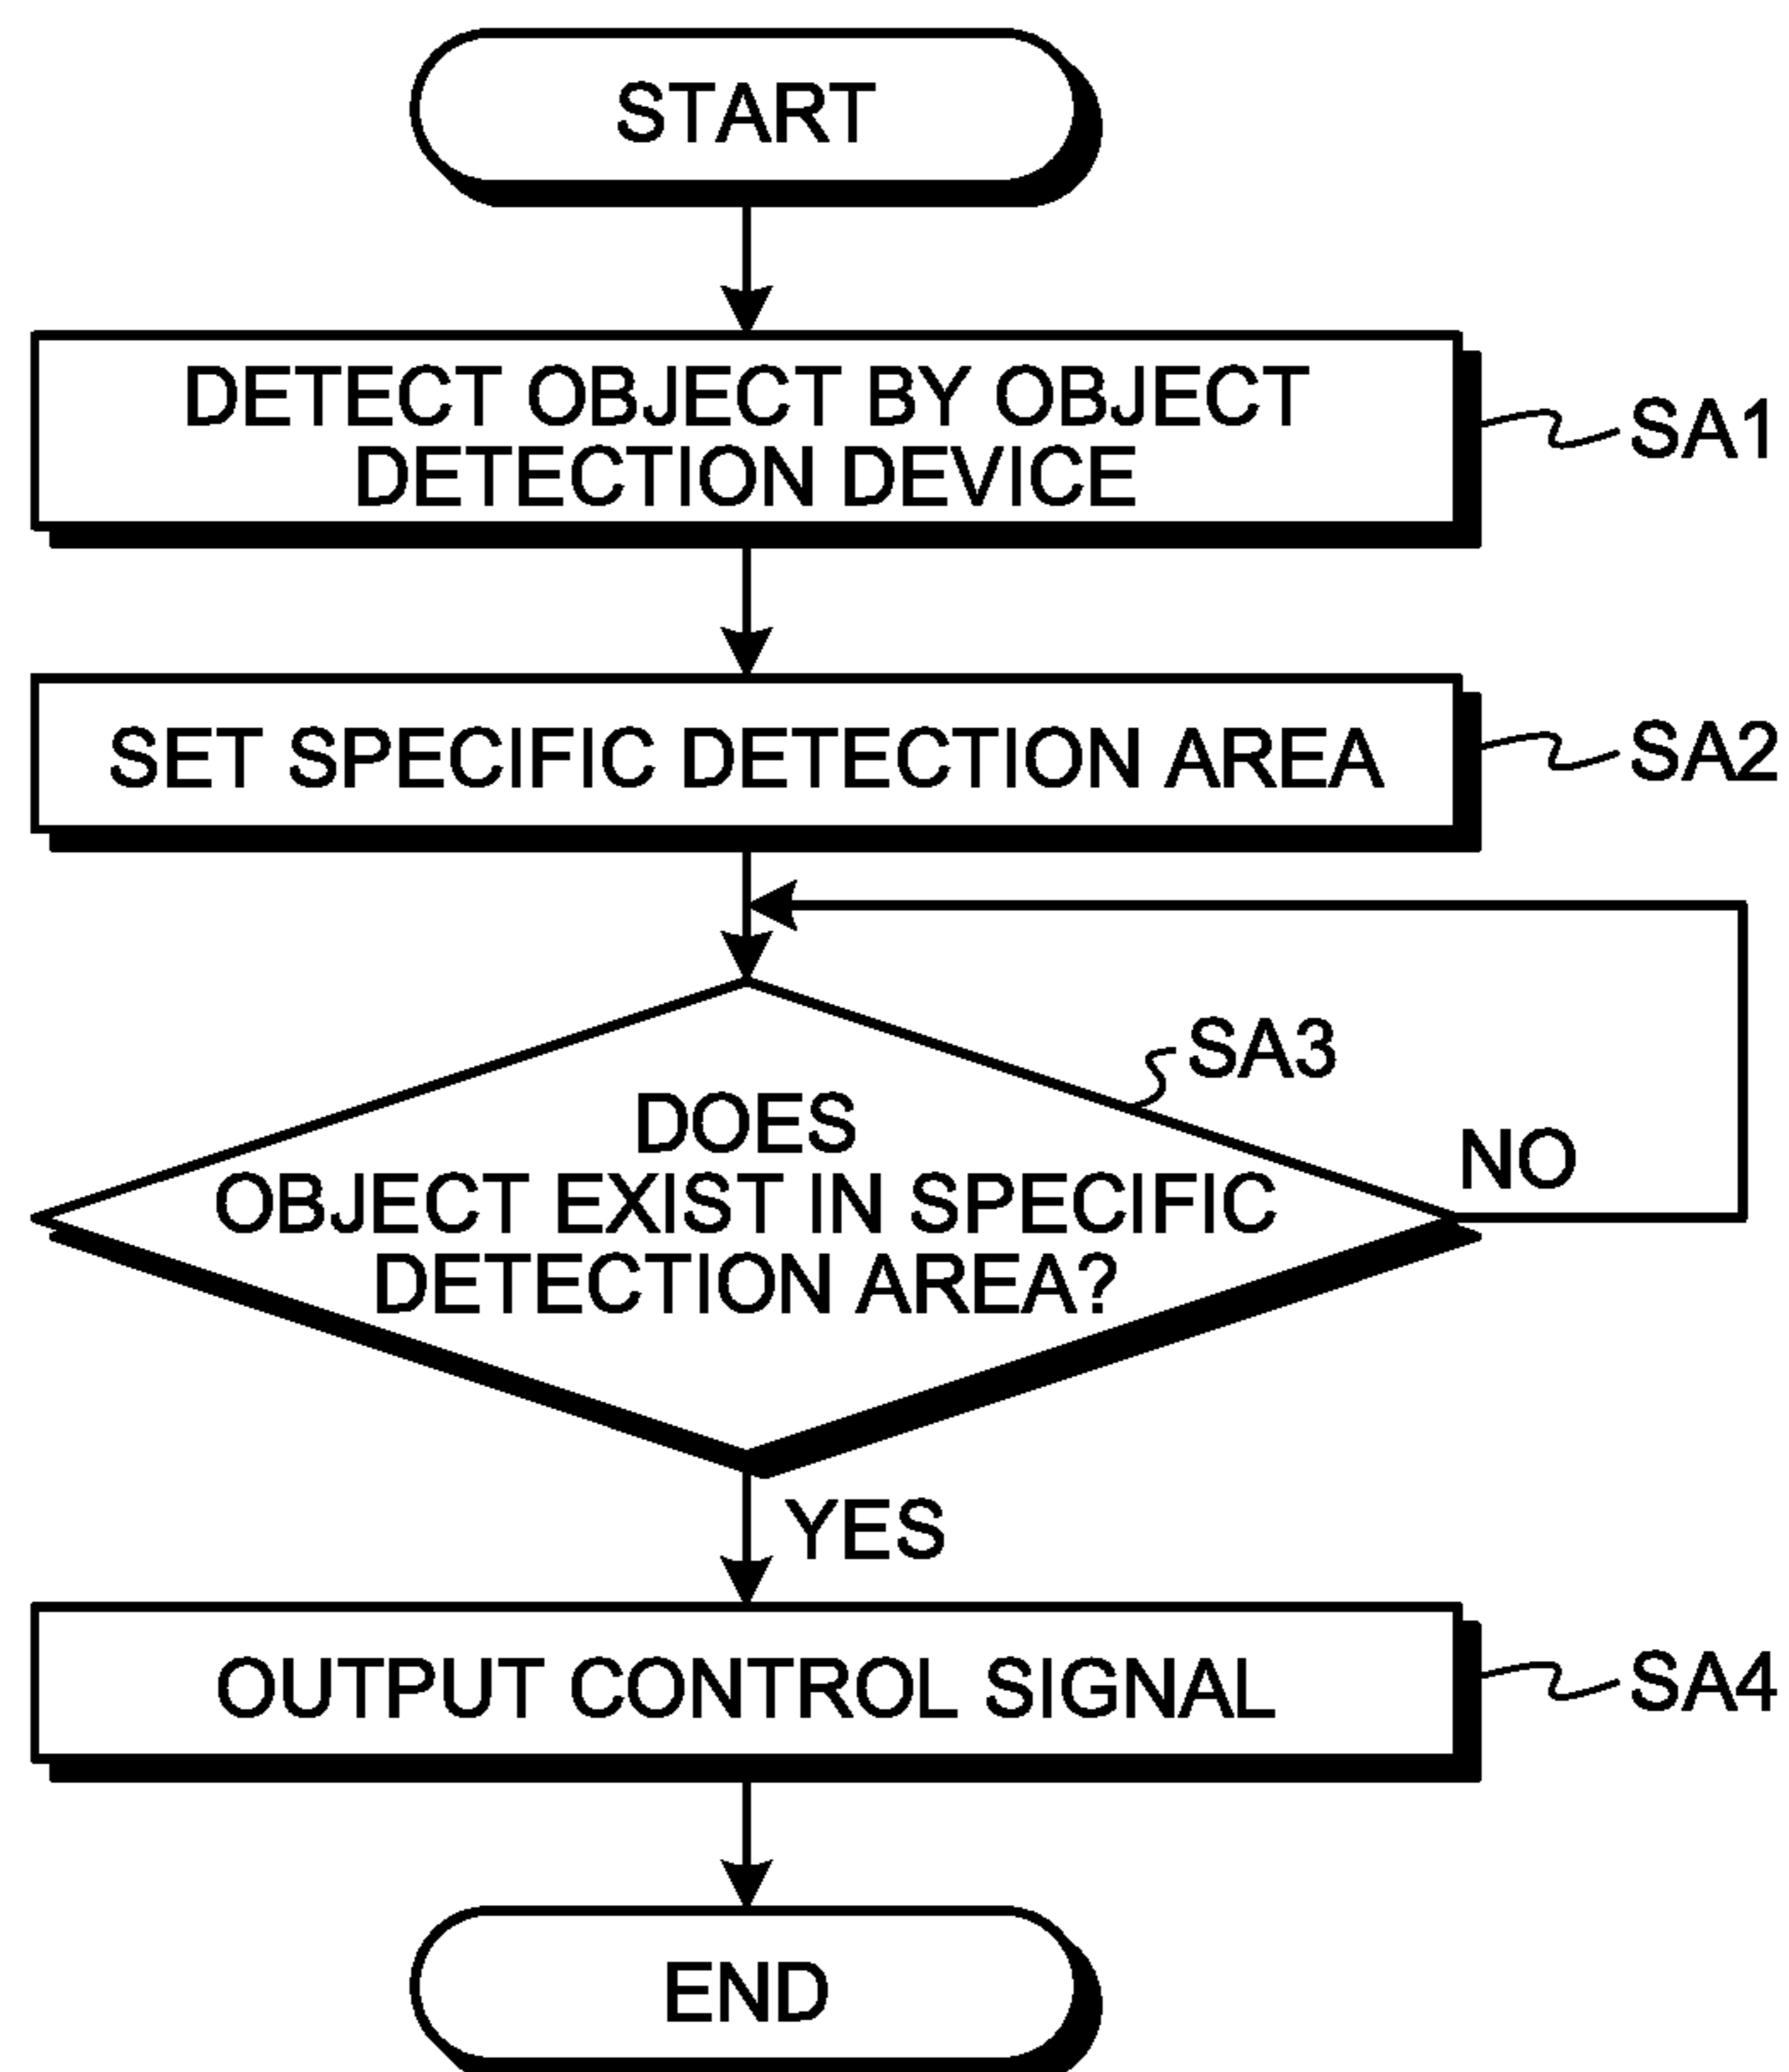 START
DETECT OBJECT BY OBJECT
DETECTION DEVICE
SA1
SET SPECIFIC DETECTION AREA
SA2
SA3
DOES
OBJECT EXIST IN SPECIFIC
DETECTION AREA?
NO
YES
OUTPUT CONTROL SIGNAL
SA4
END